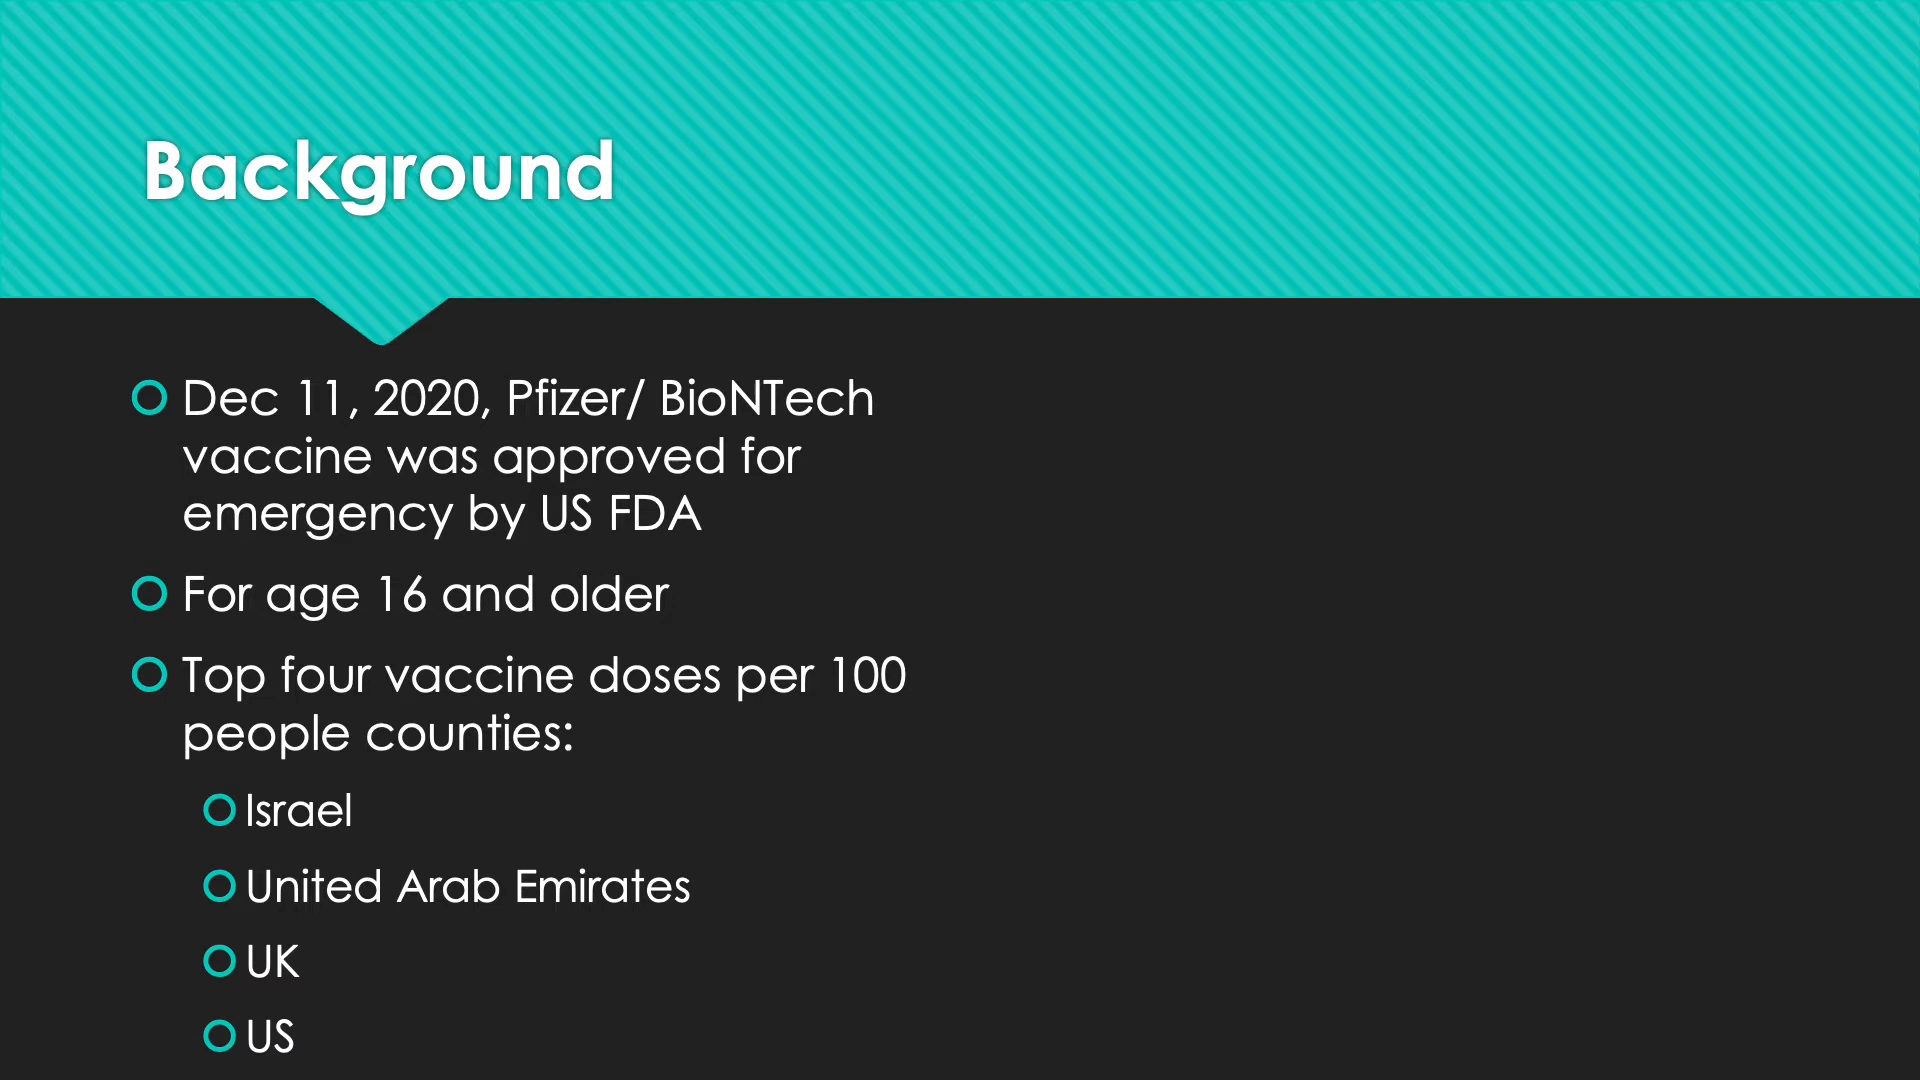 Background
Dec 11, 2020, Pfizer/ BioNTech
vaccine was approved for
emergency by US FDA
For age 16 and older
Top four vaccine doses per 100
people counties:
Israel
United Arab Emirates
UK
US